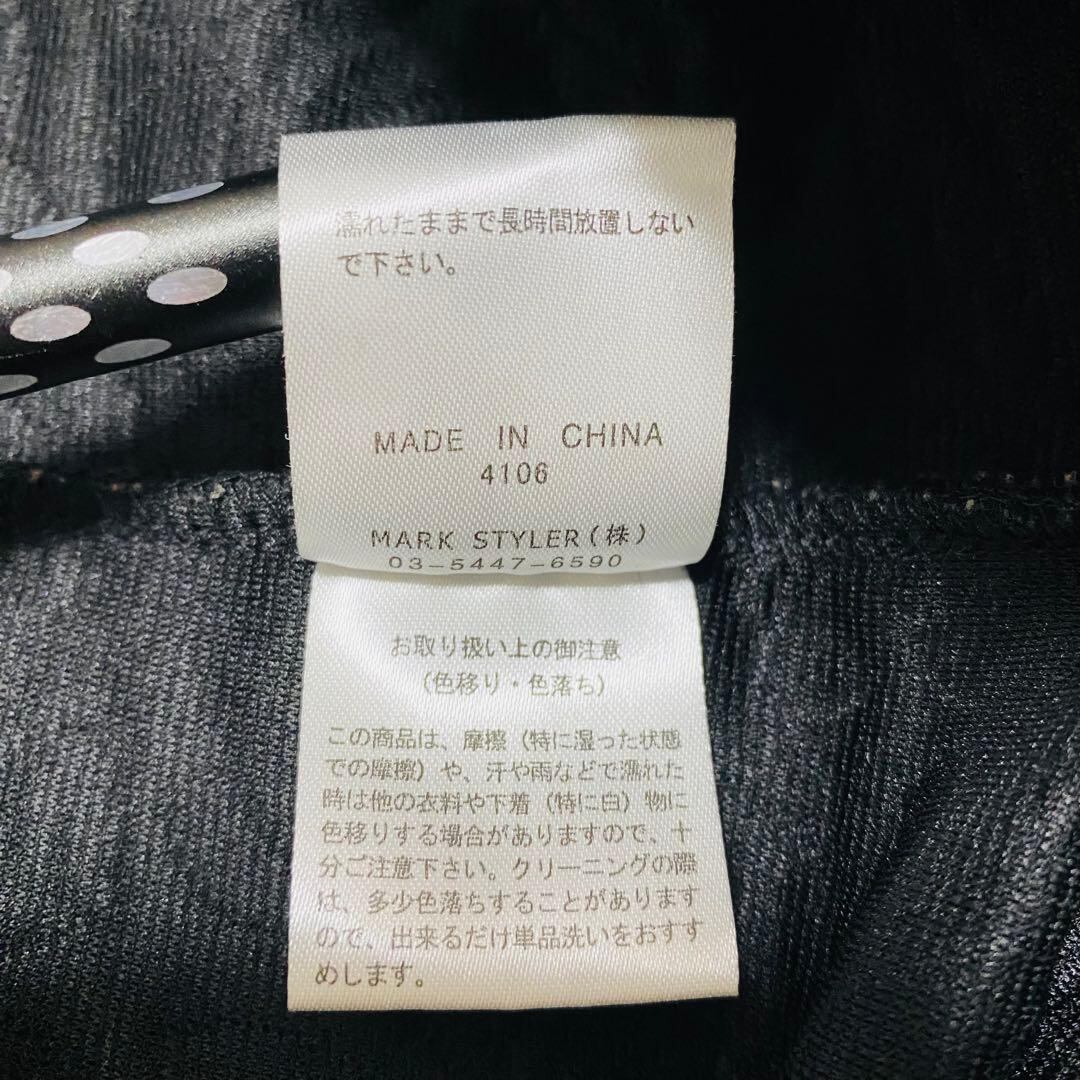 濡れたままで長時間放置しない
で下さい。
MADE IN CHINA
4106
MARK STYLER(株)
03-5447-6590
お取り扱い上の御注意
(色移り・色落ち)
この商品は、摩擦(特に湿った状態
での摩擦)や、汗や雨などで濡れた
時は他の衣料や下着(特に白)物に
色移りする場合がありますので、十
分ご注意下さい。クリーニングの際
は、多少色落ちすることがあります
ので、出来るだけ単品洗いをおすす
めします。